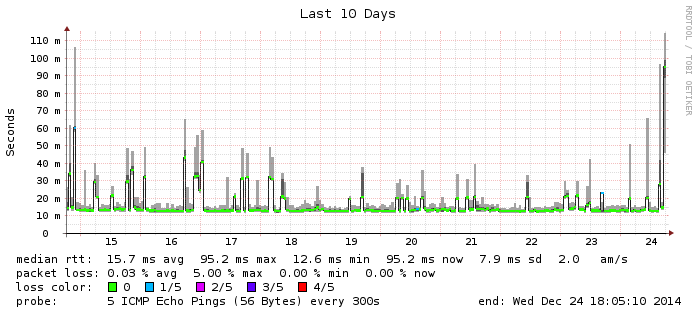 Last 10 Days
RRDTOOL / TOBI OETIKER
Seconds
110 m
100 m
90 m
80 m
70 m
60 m
50 m
40 m
30 m
20 m
10 m
0
15 16 17 18 19 20 21 22 23 24
median rtt: 15.7 ms avg 95.2 ms max 12.6 ms min 95.2 ms now 7.9 ms sd 2.0 am/s
packet loss: 0.03 % avg 5.00 % max 0.00 % min 0.00 % now
loss color: 0 1/5 2/5 3/5 4/5
probe: 5 ICMP Echo Pings (56 Bytes) every 300s end: Wed Dec 24 18:05:10 2014